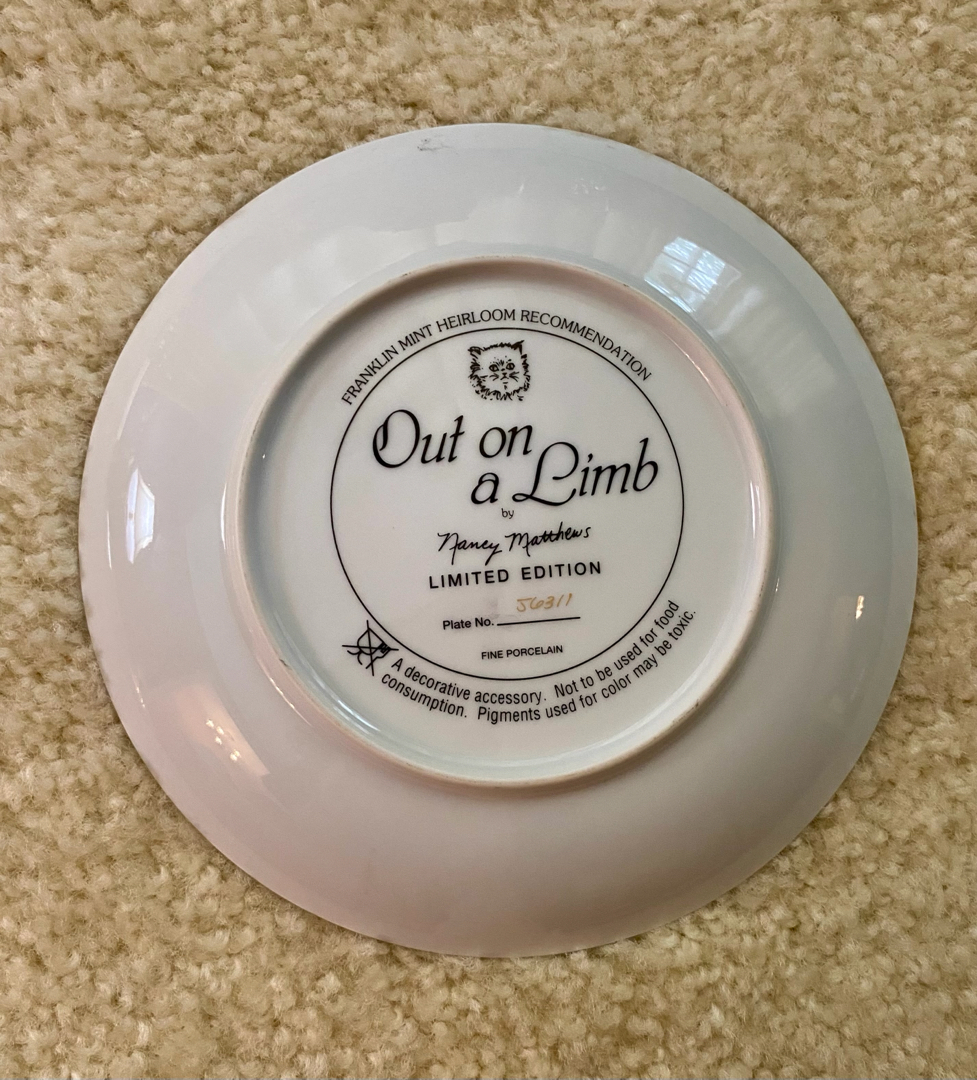 FRANKLIN MINT HEIRLOOM RECOMMENDATION
Out on
a Limb
by
Nancy Matthews
LIMITED EDITION
Plate No. 56311
FINE PORCELAIN
A decorative accessory. Not to be used for food
consumption. Pigments used for color may be toxic.